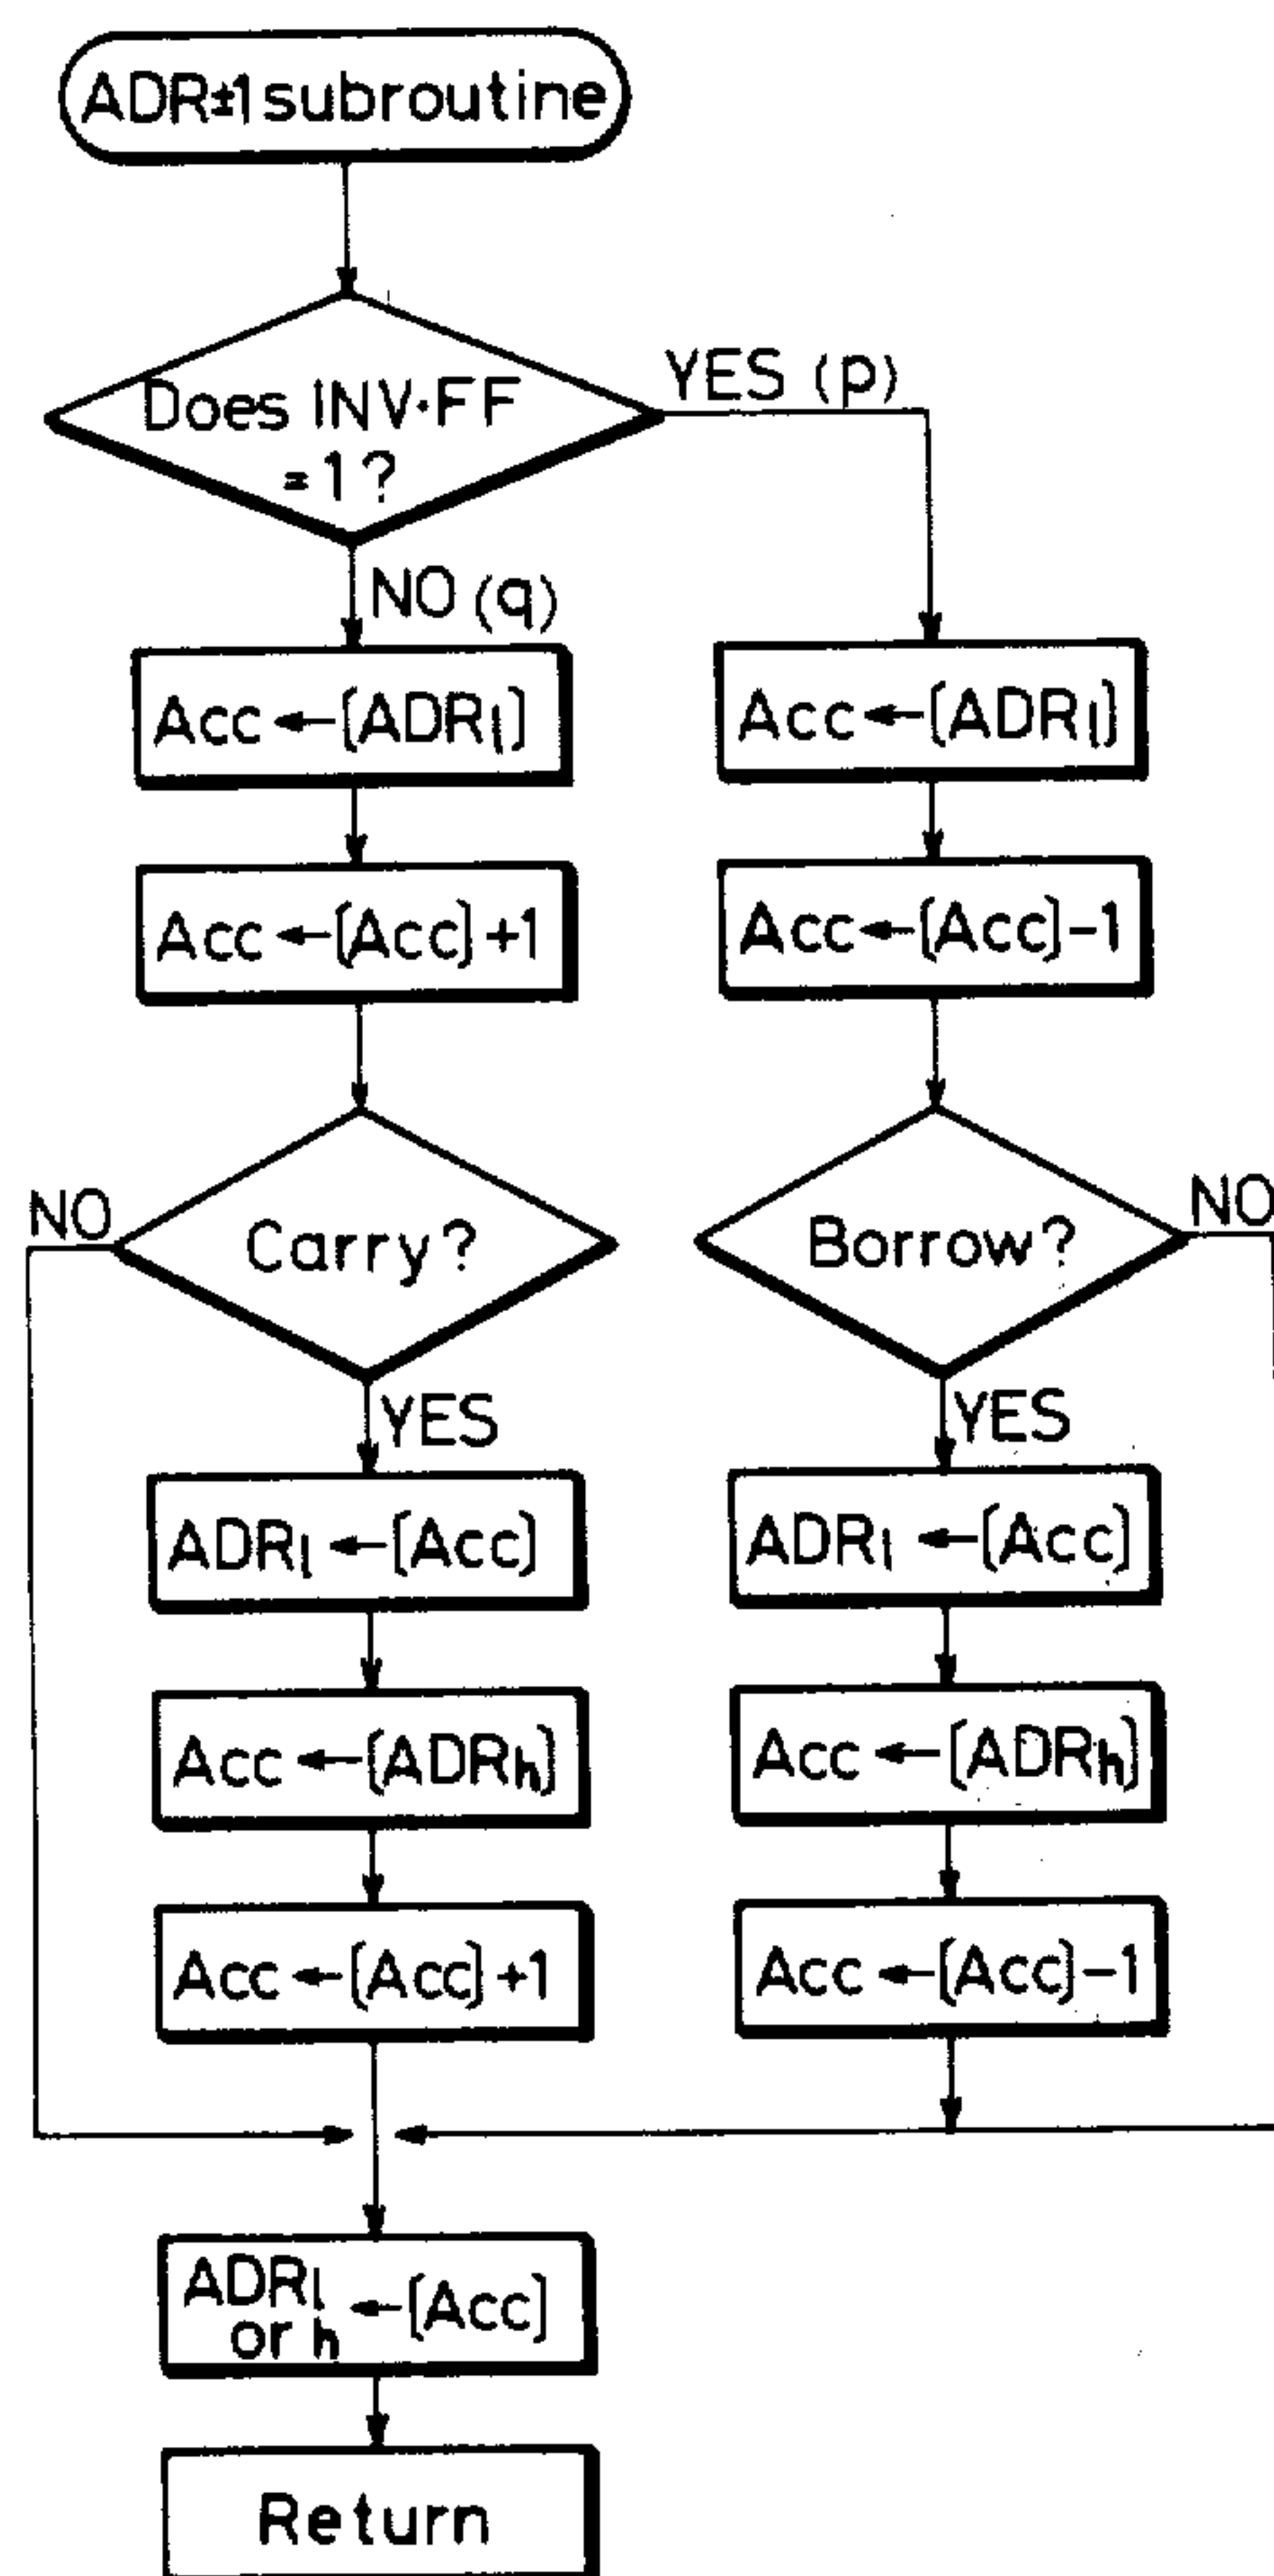 ADR±1 subroutine
Does INV·FF
=1?
YES (p)
NO (q)
Acc ← [ADRl]
Acc ← [Acc]+1
Carry?
NO
YES
ADRl ← [Acc]
Acc ← [ADRh]
Acc ← [Acc]+1
Acc ← [ADRl]
Acc ← [Acc]-1
Borrow?
NO
YES
ADRl ← [Acc]
Acc ← [ADRh]
Acc ← [Acc]-1
ADRl ← [Acc]
or h
Return